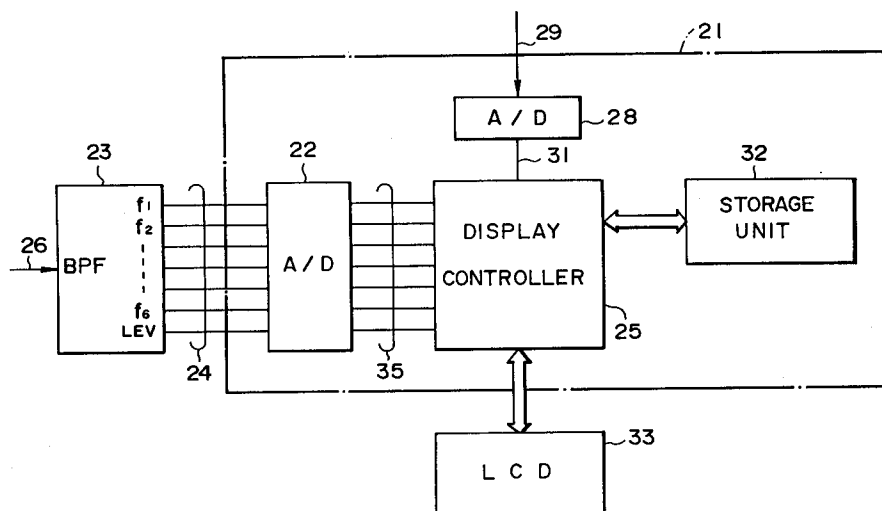 29
21
A/D
28
23
22
31
32
f1
f2
26
BPF
A/D
DISPLAY
CONTROLLER
STORAGE
UNIT
f6
LEV
24
35
25
33
LCD